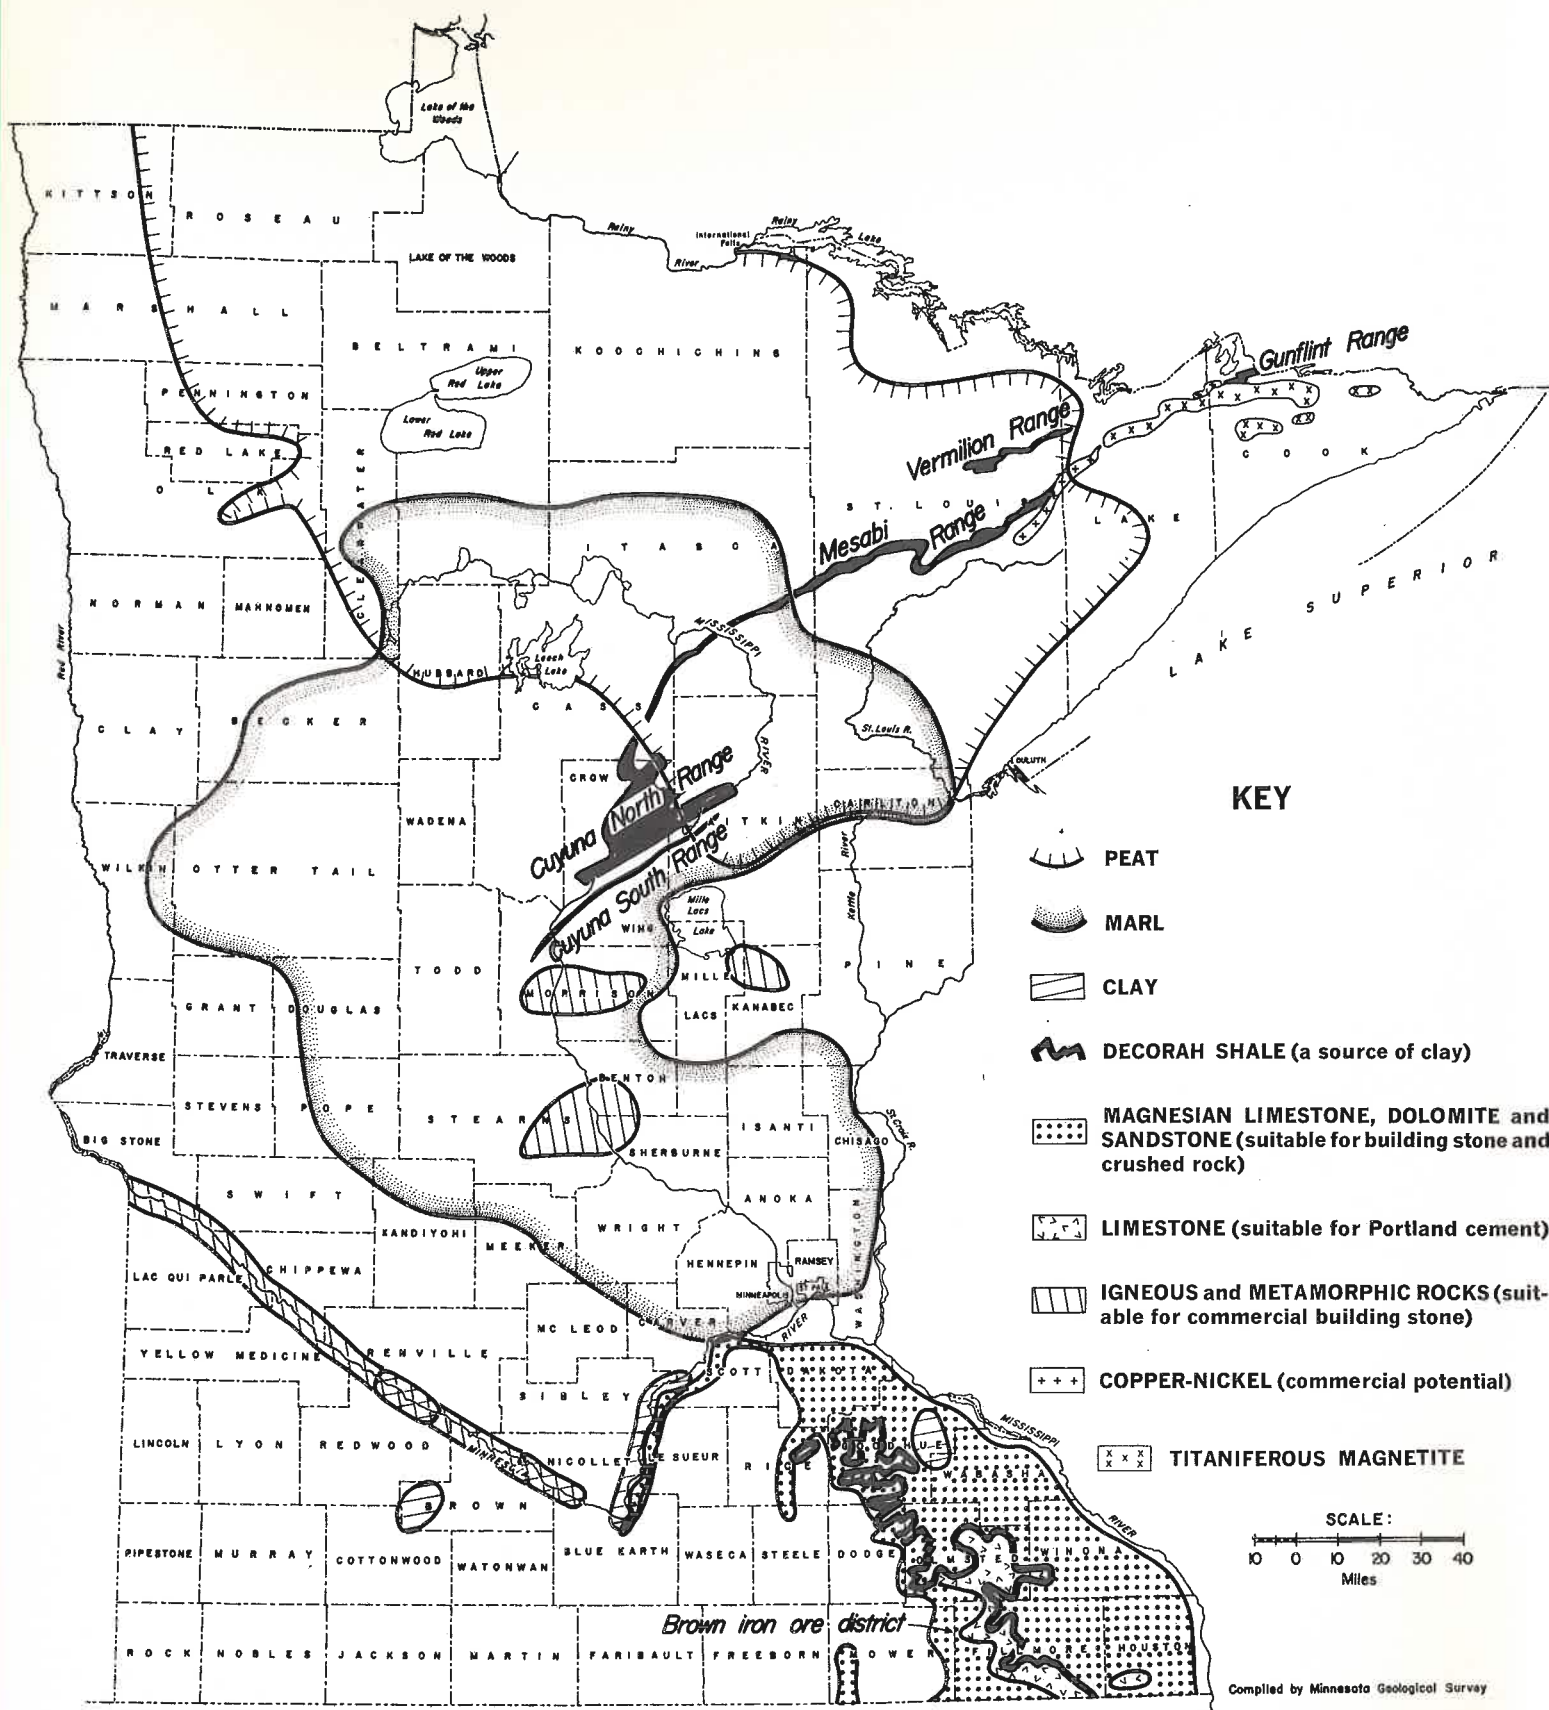 Lake of the
Woods
KITTSON
ROSEAU
LAKE OF THE WOODS
Rainy
River
International
Falls
Rainy
Lake
MARSHALL
BELTRAMI
KOOCHICHING
Upper
Red Lake
Lower
Red Lake
PENNINGTON
RED LAKE
POLK
CLEARWATER
Gunflint Range
Vermilion Range
COOK
ST. LOUIS
LAKE
Mesabi Range
ITASCA
LAKE SUPERIOR
NORMAN
MAHNOMEN
Red River
HUBBARD
Leech
Lake
MISSISSIPPI
RIVER
CLAY
BECKER
CASS
St. Louis R.
DULUTH
CROW
WING
Cuyuna North Range
Cuyuna South Range
AITKIN
CARLTON
WADENA
WILKIN
OTTER TAIL
Mille
Lacs
Lake
Kettle
River
TODD
MORRISON
MILLE
LACS
KANABEC
PINE
GRANT
DOUGLAS
TRAVERSE
STEVENS
POPE
STEARNS
BENTON
SHERBURNE
ISANTI
CHISAGO
St Croix R.
BIG STONE
SWIFT
KANDIYOHI
MEEKER
WRIGHT
ANOKA
WASHINGTON
HENNEPIN
RAMSEY
MINNEAPOLIS
ST PAUL
LAC QUI PARLE
CHIPPEWA
MC LEOD
CARVER
RIVER
YELLOW MEDICINE
RENVILLE
SIBLEY
SCOTT
DAKOTA
LINCOLN
LYON
REDWOOD
MINNESOTA
NICOLLET
LE SUEUR
RICE
GOODHUE
WABASHA
MISSISSIPPI
RIVER
BROWN
PIPESTONE
MURRAY
COTTONWOOD
WATONWAN
BLUE EARTH
WASECA
STEELE
DODGE
OLMSTED
WINONA
Brown iron ore district
ROCK
NOBLES
JACKSON
MARTIN
FARIBAULT
FREEBORN
MOWER
FILLMORE
HOUSTON
KEY
PEAT
MARL
CLAY
DECORAH SHALE (a source of clay)
MAGNESIAN LIMESTONE, DOLOMITE and
SANDSTONE (suitable for building stone and
crushed rock)
LIMESTONE (suitable for Portland cement)
IGNEOUS and METAMORPHIC ROCKS (suit-
able for commercial building stone)
+ + + COPPER-NICKEL (commercial potential)
x x x TITANIFEROUS MAGNETITE
SCALE:
10 0 10 20 30 40
Miles
Compiled by Minnesota Geological Survey